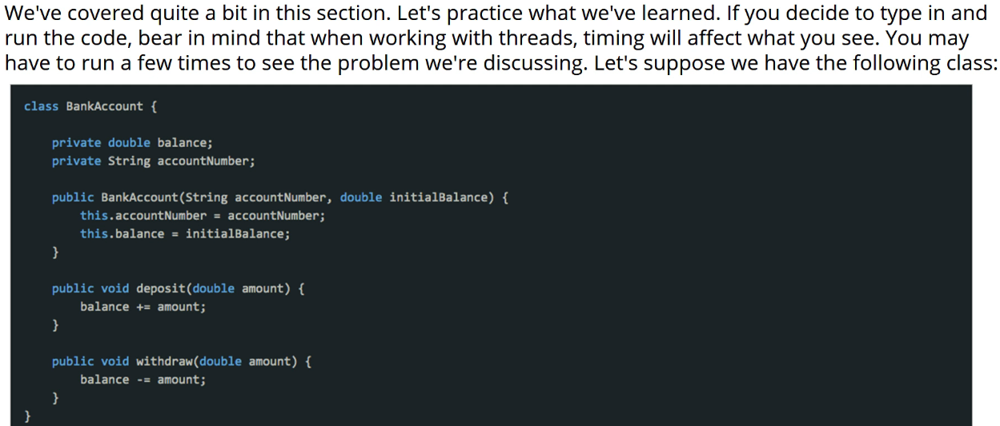 We've covered quite a bit in this section. Let's practice what we've learned. If you decide to type in and
run the code, bear in mind that when working with threads, timing will affect what you see. You may
have to run a few times to see the problem we're discussing. Let's suppose we have the following class:
class BankAccount {
private double balance;
private String accountNumber;
public BankAccount(String accountNumber, double initialBalance) {
this.accountNumber = accountNumber;
this.balance = initialBalance;
}
public void deposit(double amount) {
balance += amount;
}
public void withdraw(double amount) {
balance -= amount;
}
}